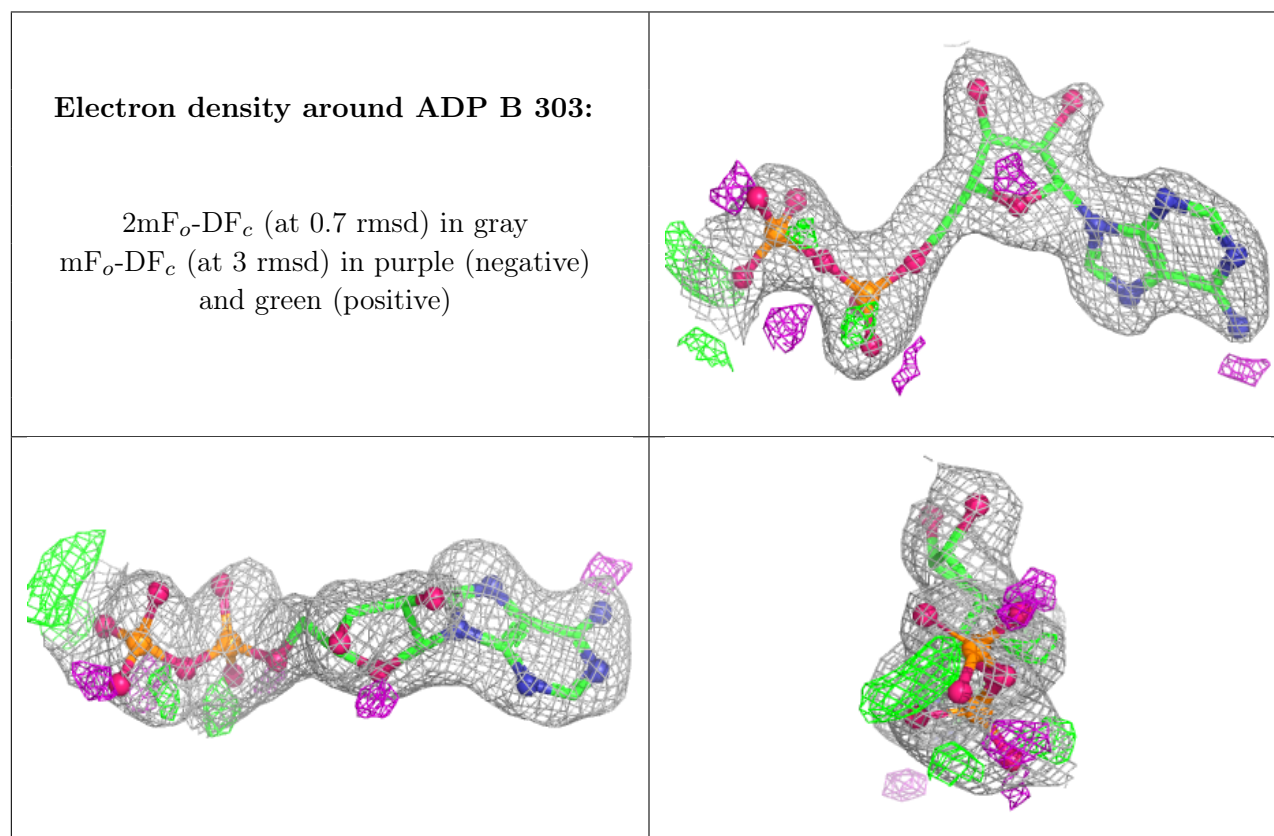 Electron density around ADP B 303:
2mFₒ-DF𝒸 (at 0.7 rmsd) in gray
mFₒ-DF𝒸 (at 3 rmsd) in purple (negative)
and green (positive)